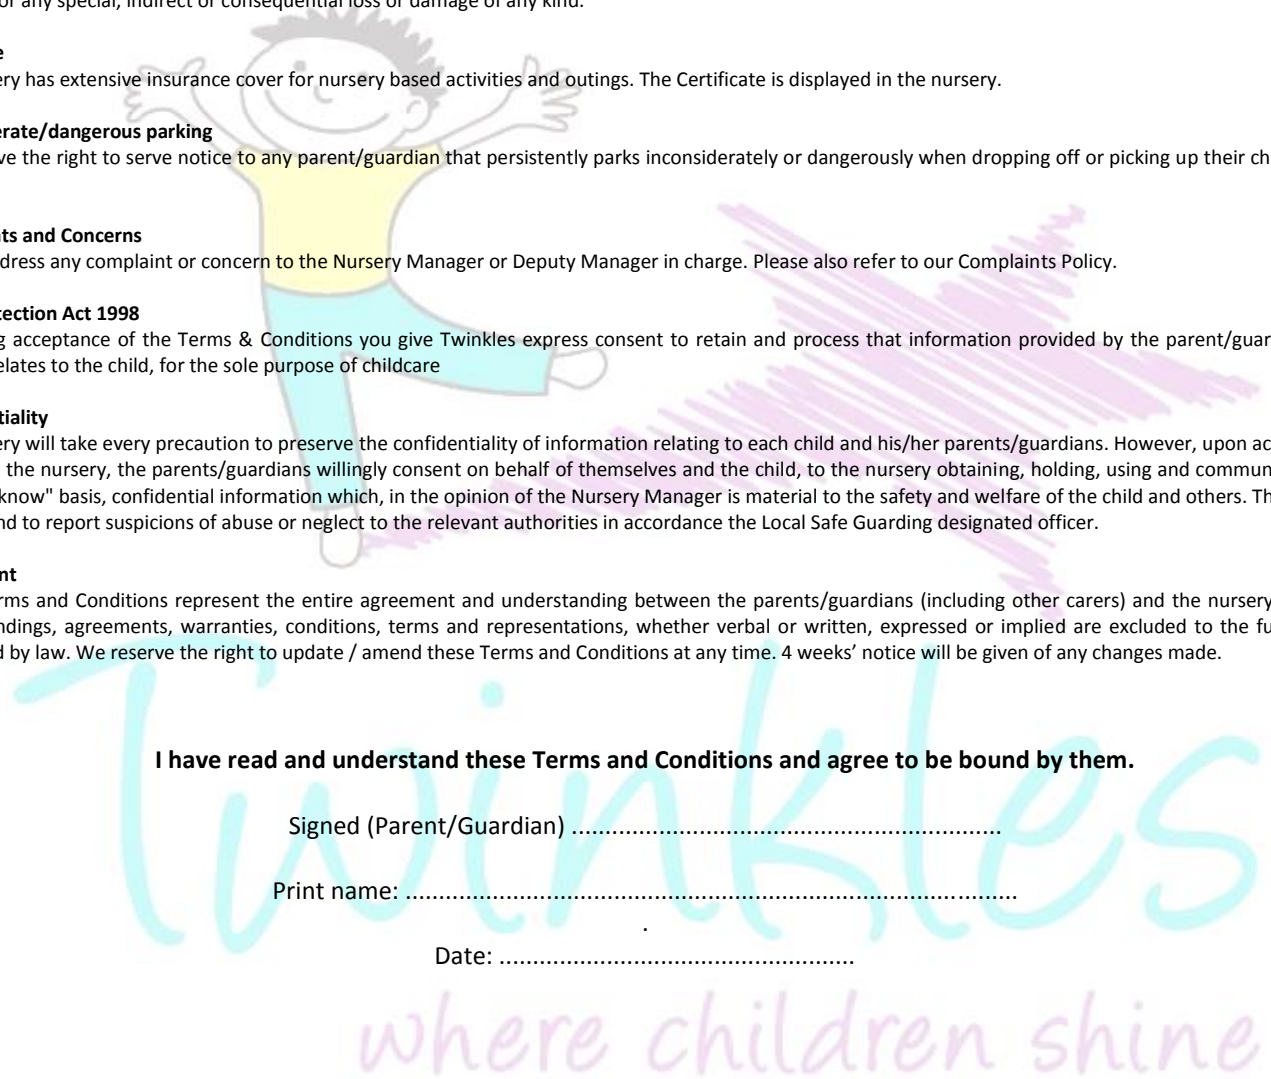 or any special, indirect or consequential loss or damage of any kind.
e
ery has extensive insurance cover for nursery based activities and outings. The Certificate is displayed in the nursery.
erate/dangerous parking
ve the right to serve notice to any parent/guardian that persistently parks inconsiderately or dangerously when dropping off or picking up their ch
ts and Concerns
dress any complaint or concern to the Nursery Manager or Deputy Manager in charge. Please also refer to our Complaints Policy.
tection Act 1998
g acceptance of the Terms & Conditions you give Twinkles express consent to retain and process that information provided by the parent/guar
elates to the child, for the sole purpose of childcare
tiality
ery will take every precaution to preserve the confidentiality of information relating to each child and his/her parents/guardians. However, upon ac
the nursery, the parents/guardians willingly consent on behalf of themselves and the child, to the nursery obtaining, holding, using and commun
know" basis, confidential information which, in the opinion of the Nursery Manager is material to the safety and welfare of the child and others. Th
nd to report suspicions of abuse or neglect to the relevant authorities in accordance the Local Safe Guarding designated officer.
nt
rms and Conditions represent the entire agreement and understanding between the parents/guardians (including other carers) and the nursery
ndings, agreements, warranties, conditions, terms and representations, whether verbal or written, expressed or implied are excluded to the fu
d by law. We reserve the right to update / amend these Terms and Conditions at any time. 4 weeks’ notice will be given of any changes made.
I have read and understand these Terms and Conditions and agree to be bound by them.
Signed (Parent/Guardian) ................................................................
Print name: ...........................................................................................
.
Date: .....................................................
Twinkles
where children shine